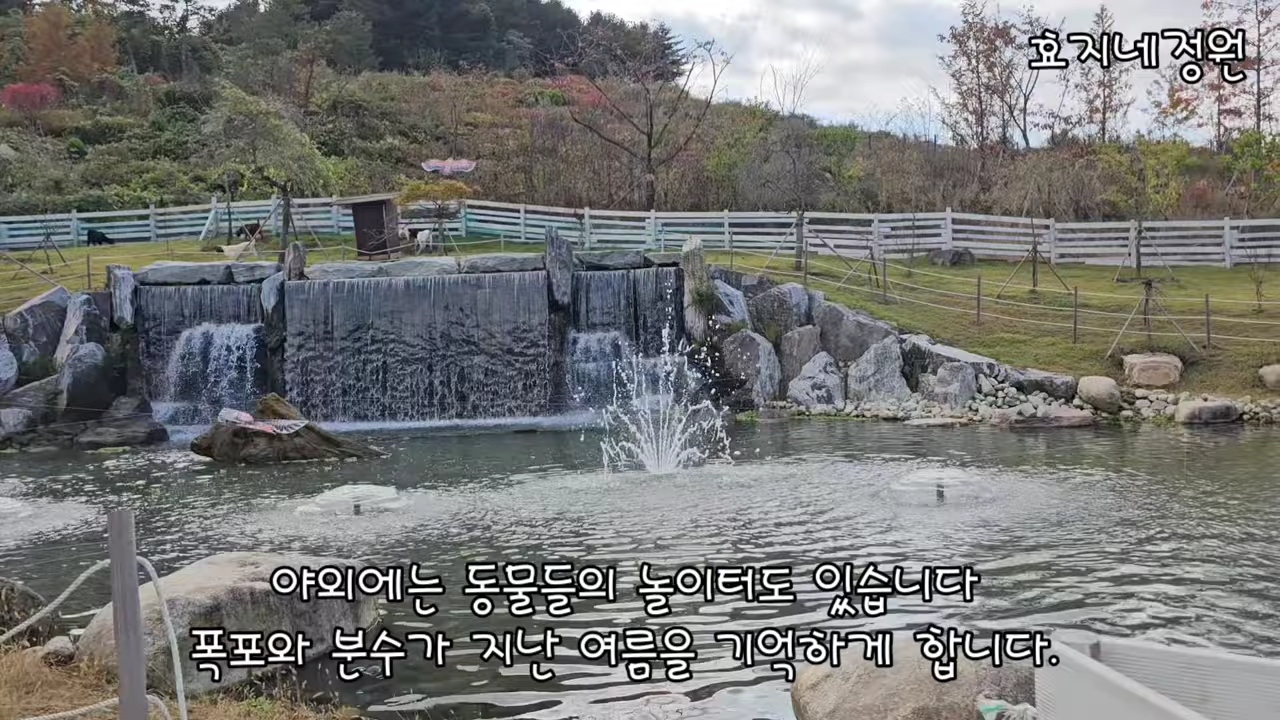 효지네정원
야외에는 동물들의 놀이터도 있습니다
폭포와 분수가 지난 여름을 기억하게 합니다.